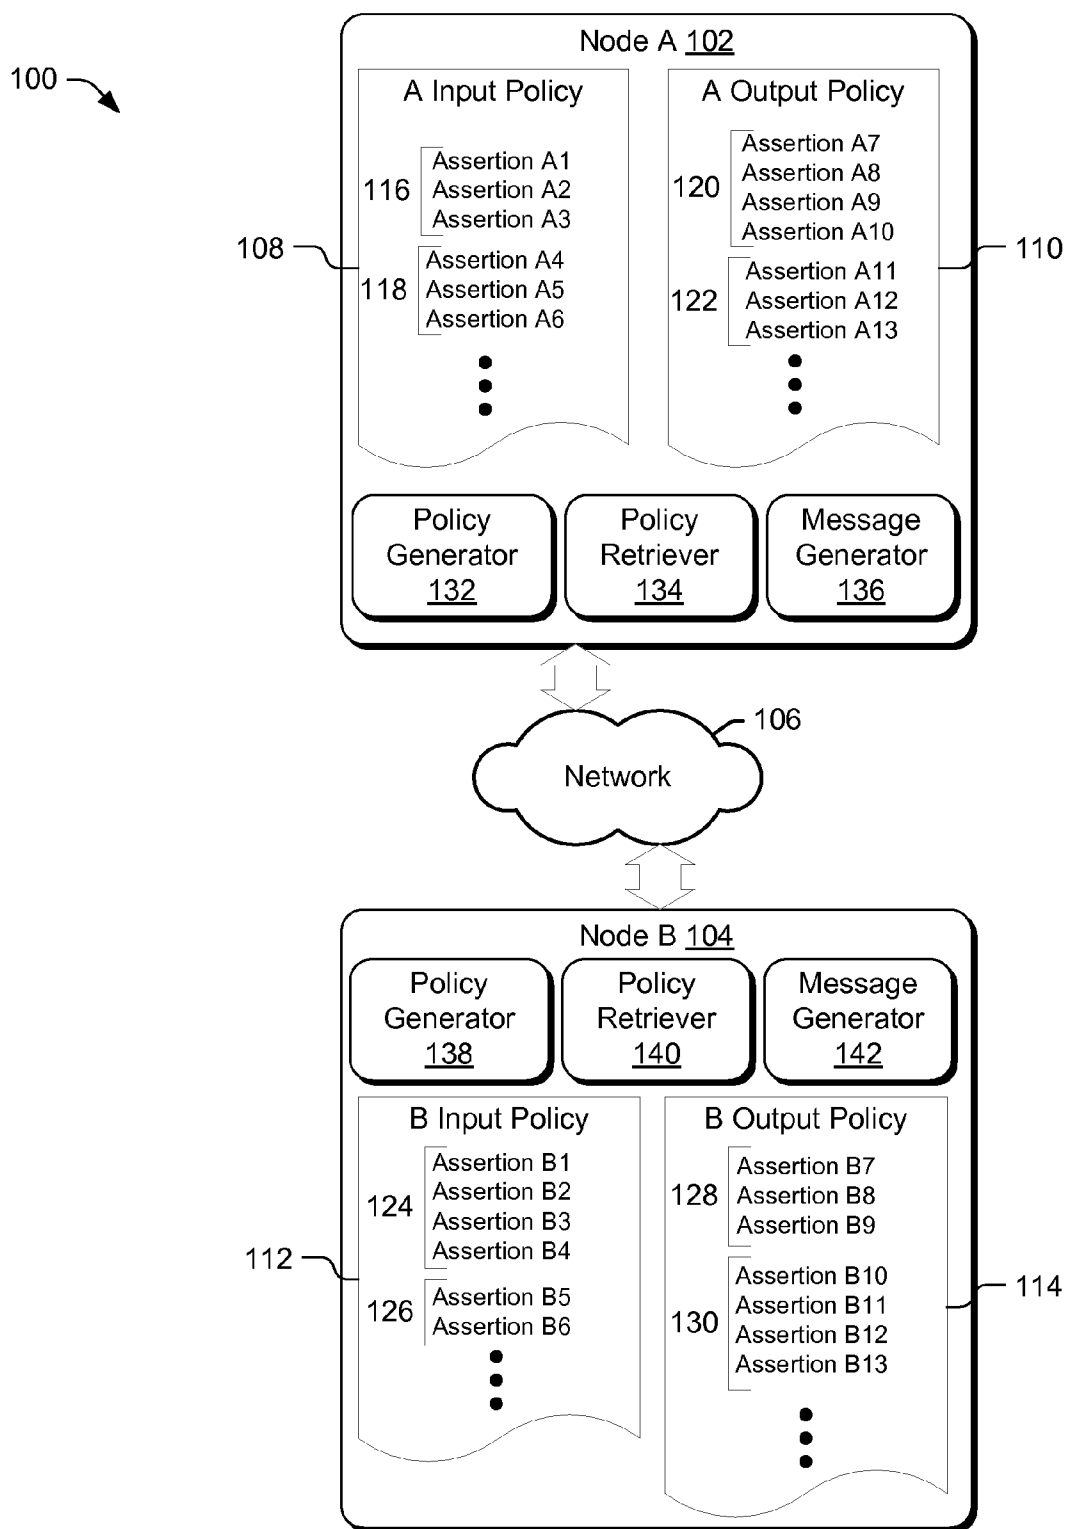 100
Node A 102
A Input Policy
116
Assertion A1
Assertion A2
Assertion A3
108
118
Assertion A4
Assertion A5
Assertion A6
A Output Policy
120
Assertion A7
Assertion A8
Assertion A9
Assertion A10
110
122
Assertion A11
Assertion A12
Assertion A13
Policy
Generator
132
Policy
Retriever
134
Message
Generator
136
106
Network
Node B 104
Policy
Generator
138
Policy
Retriever
140
Message
Generator
142
B Input Policy
124
Assertion B1
Assertion B2
Assertion B3
Assertion B4
112
126
Assertion B5
Assertion B6
B Output Policy
128
Assertion B7
Assertion B8
Assertion B9
114
130
Assertion B10
Assertion B11
Assertion B12
Assertion B13